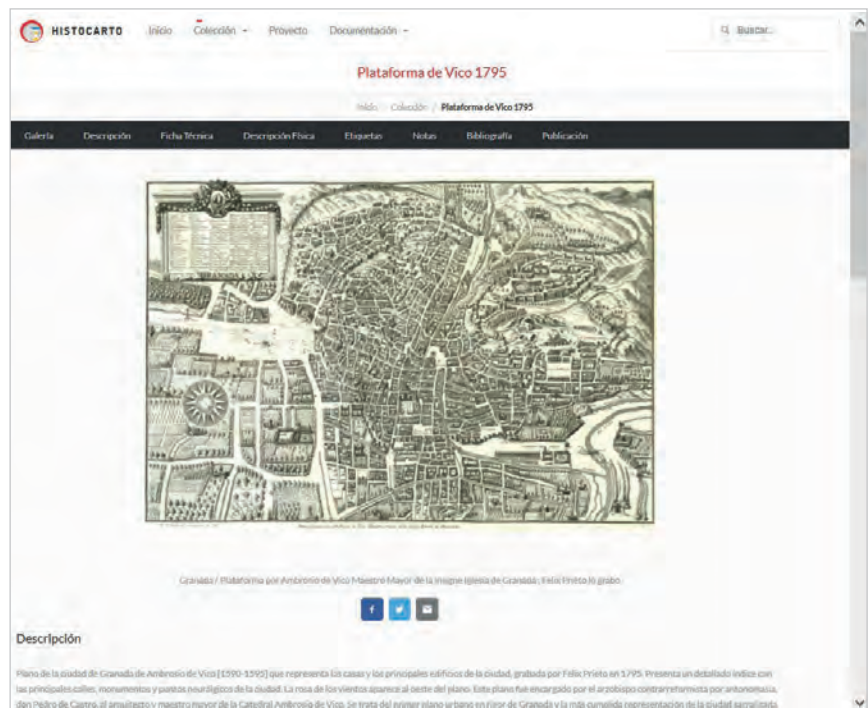 HISTOCARTO Inicio Colección Proyecto Documentación Buscar...
Plataforma de Vico 1795
Inicio Colección / Plataforma de Vico 1795
Galería Descripción Ficha Técnica Descripción Física Etiquetas Notas Bibliografía Publicación
Granada / Plataforma por Ambrosio de Vico Maestro Mayor de la insigne Iglesia de Granada ; Felix Prieto lo grabo
Descripción
Plano de la ciudad de Granada de Ambrosio de Vico [1590-1595] que representa las casas y los principales edificios de la ciudad, grabada por Felix Prieto en 1795. Presenta un detallado índice con
las principales calles, monumentos y puntos neurálgicos de la ciudad. La rosa de los vientos aparece al oeste del plano. Este plano fue encargado por el arzobispo contrarreformista por antonomasia,
don Pedro de Castro, al arquitecto y maestro mayor de la Catedral Ambrosio de Vico. Se trata del primer plano urbano en rigor de Granada y la más cumplida representación de la ciudad sacralizada